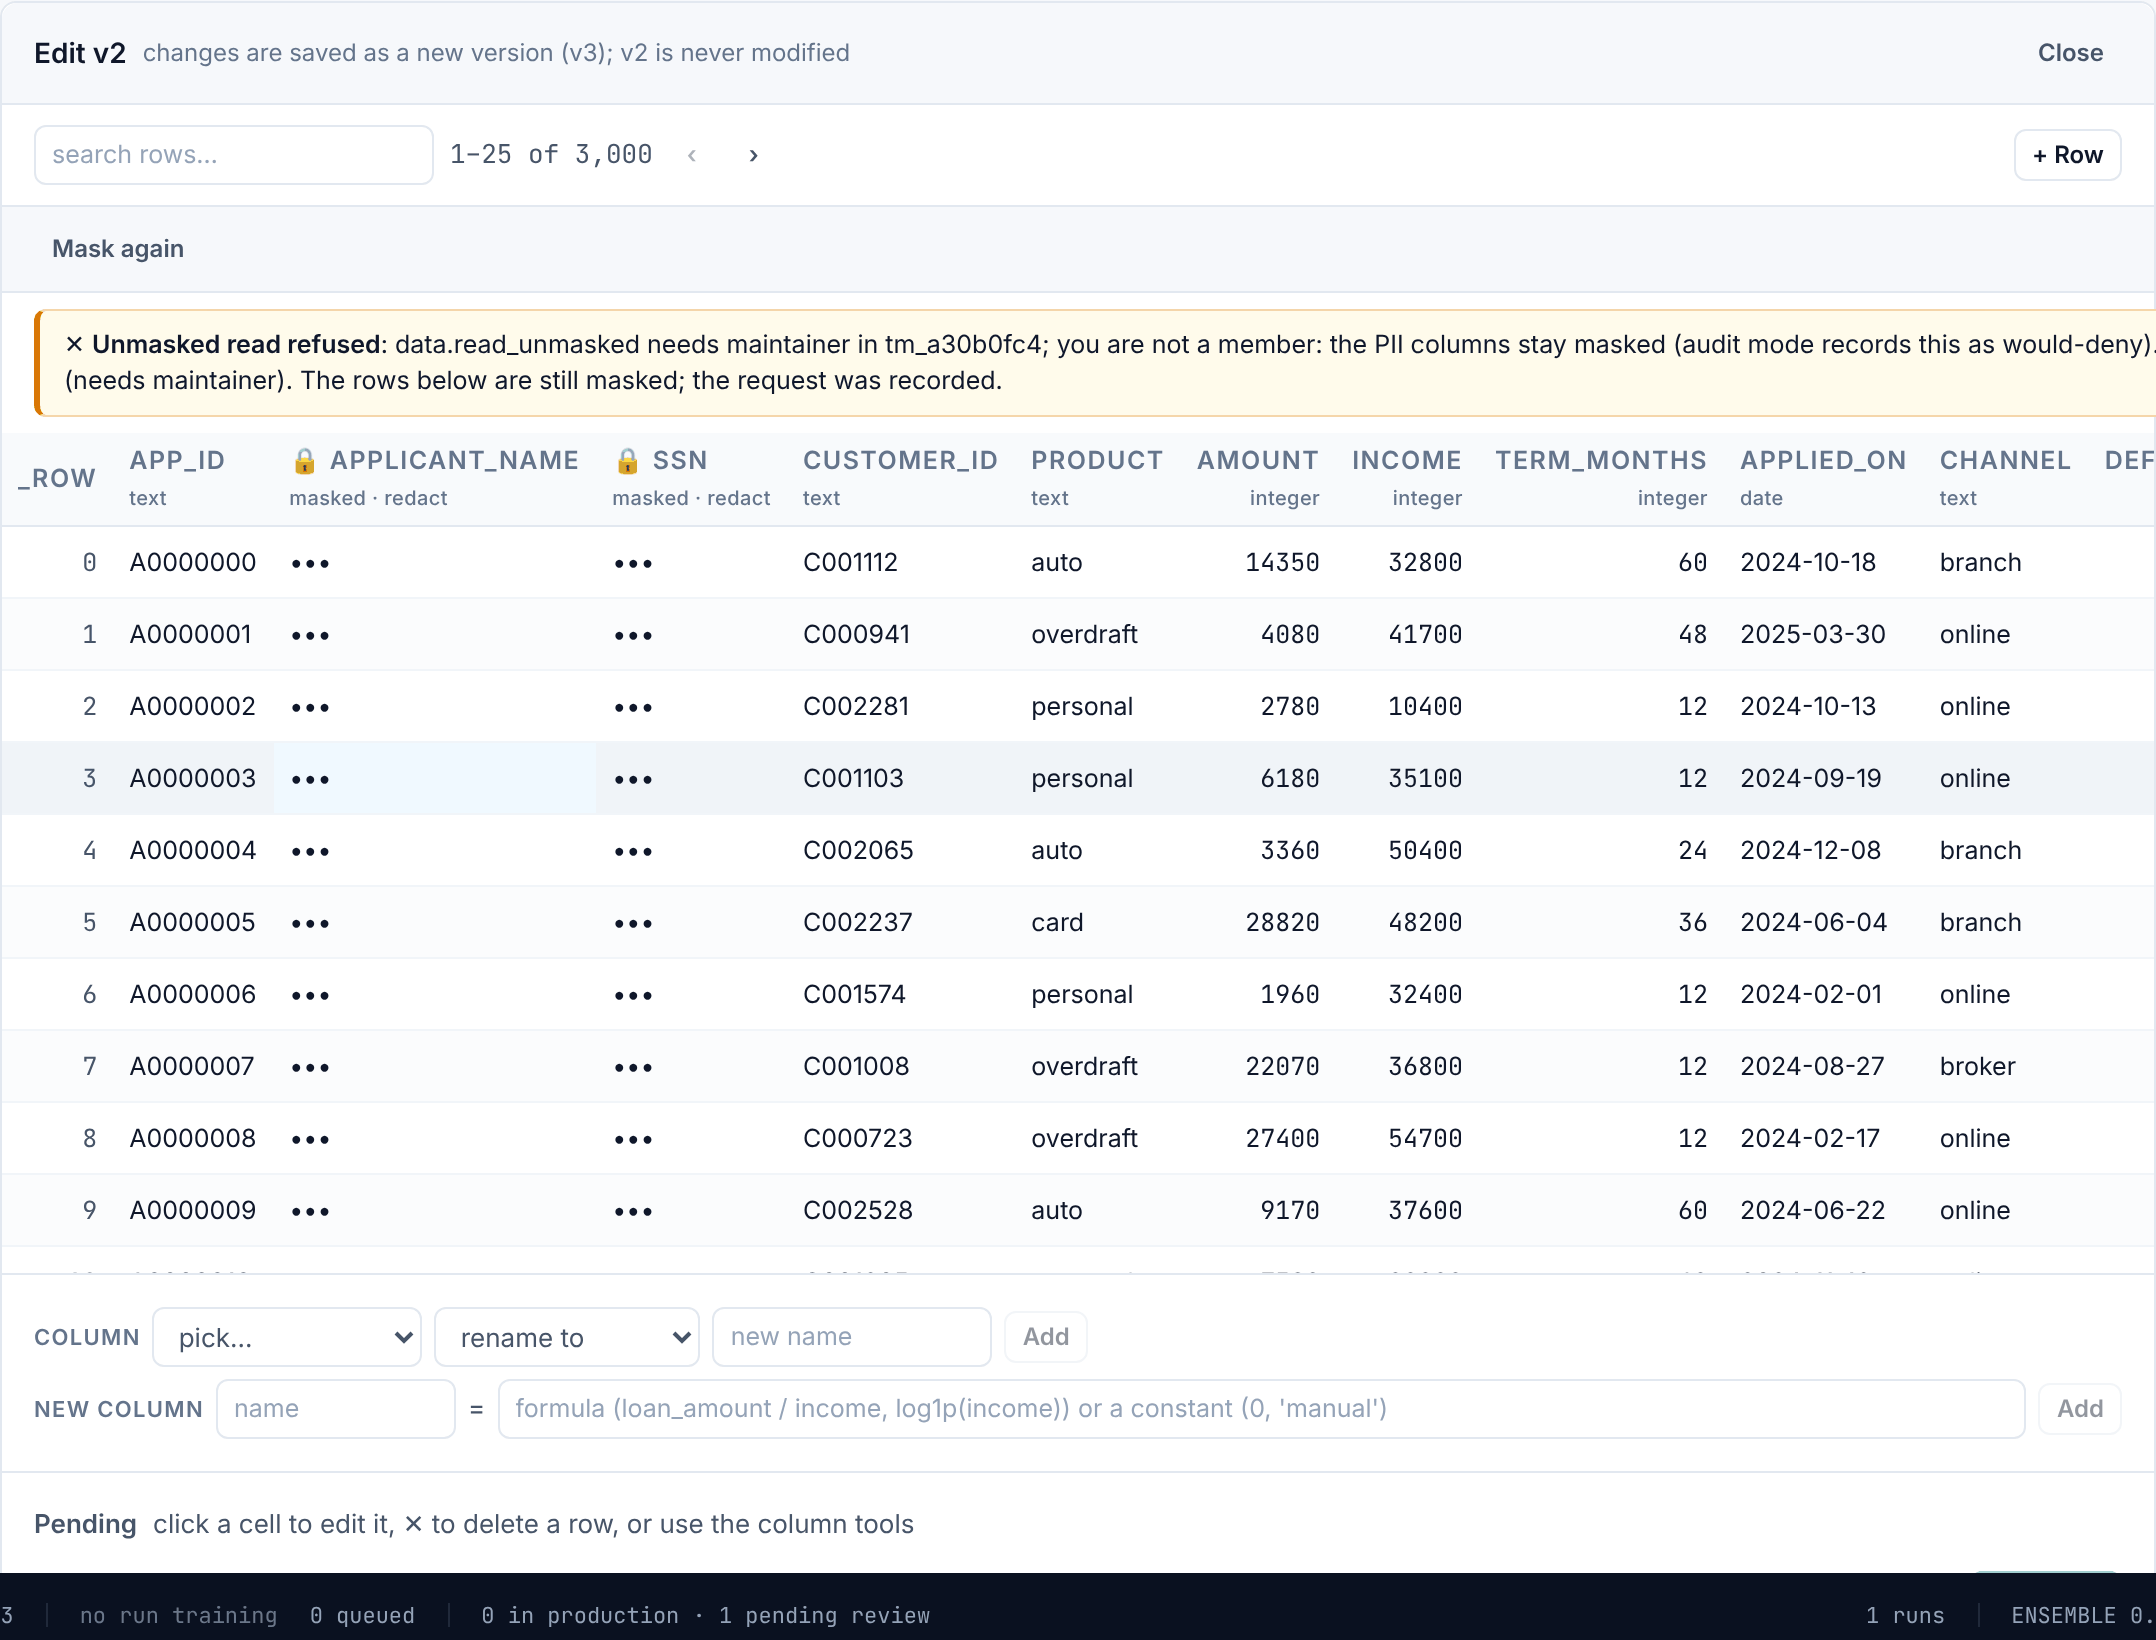 Edit v2 changes are saved as a new version (v3); v2 is never modified Close
search rows... 1–25 of 3,000 ‹ › + Row
Mask again
✕ Unmasked read refused: data.read_unmasked needs maintainer in tm_a30b0fc4; you are not a member: the PII columns stay masked (audit mode records this as would-deny).
(needs maintainer). The rows below are still masked; the request was recorded.
_ROW APP_ID 🔒 APPLICANT_NAME 🔒 SSN CUSTOMER_ID PRODUCT AMOUNT INCOME TERM_MONTHS APPLIED_ON CHANNEL DEF
text masked · redact masked · redact text text integer integer integer date text
0 A0000000 ••• ••• C001112 auto 14350 32800 60 2024-10-18 branch
1 A0000001 ••• ••• C000941 overdraft 4080 41700 48 2025-03-30 online
2 A0000002 ••• ••• C002281 personal 2780 10400 12 2024-10-13 online
3 A0000003 ••• ••• C001103 personal 6180 35100 12 2024-09-19 online
4 A0000004 ••• ••• C002065 auto 3360 50400 24 2024-12-08 branch
5 A0000005 ••• ••• C002237 card 28820 48200 36 2024-06-04 branch
6 A0000006 ••• ••• C001574 personal 1960 32400 12 2024-02-01 online
7 A0000007 ••• ••• C001008 overdraft 22070 36800 12 2024-08-27 broker
8 A0000008 ••• ••• C000723 overdraft 27400 54700 12 2024-02-17 online
9 A0000009 ••• ••• C002528 auto 9170 37600 60 2024-06-22 online
COLUMN pick... rename to new name Add
NEW COLUMN name = formula (loan_amount / income, log1p(income)) or a constant (0, 'manual') Add
Pending click a cell to edit it, ✕ to delete a row, or use the column tools
3 no run training 0 queued 0 in production · 1 pending review 1 runs ENSEMBLE 0.